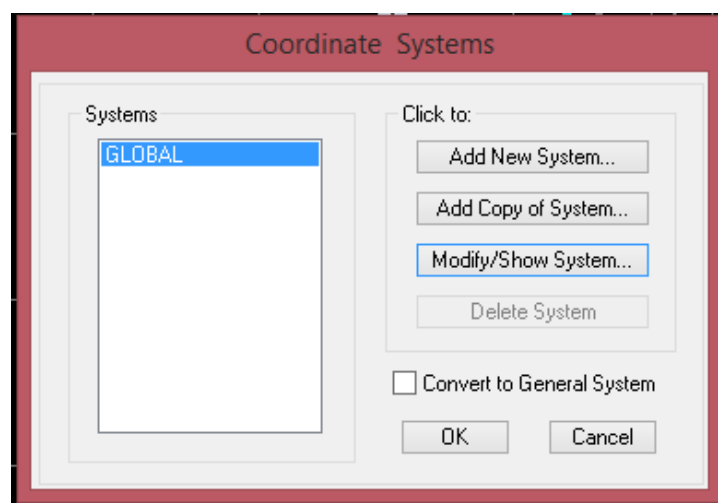 Coordinate Systems
Systems
GLOBAL
Click to:
Add New System...
Add Copy of System...
Modify/Show System...
Delete System
Convert to General System
OK
Cancel